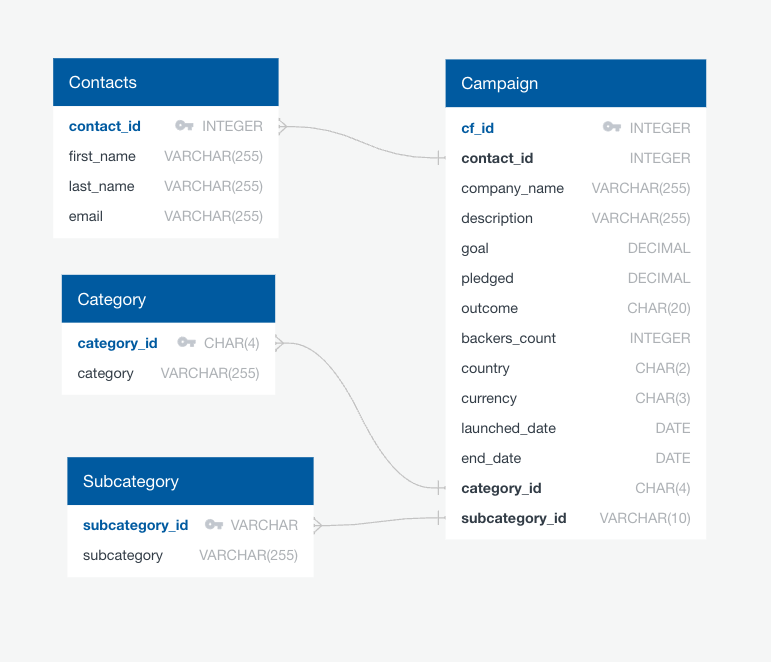 Contacts
contact_id INTEGER
first_name VARCHAR(255)
last_name VARCHAR(255)
email VARCHAR(255)
Category
category_id CHAR(4)
category VARCHAR(255)
Subcategory
subcategory_id VARCHAR
subcategory VARCHAR(255)
Campaign
cf_id INTEGER
contact_id INTEGER
company_name VARCHAR(255)
description VARCHAR(255)
goal DECIMAL
pledged DECIMAL
outcome CHAR(20)
backers_count INTEGER
country CHAR(2)
currency CHAR(3)
launched_date DATE
end_date DATE
category_id CHAR(4)
subcategory_id VARCHAR(10)